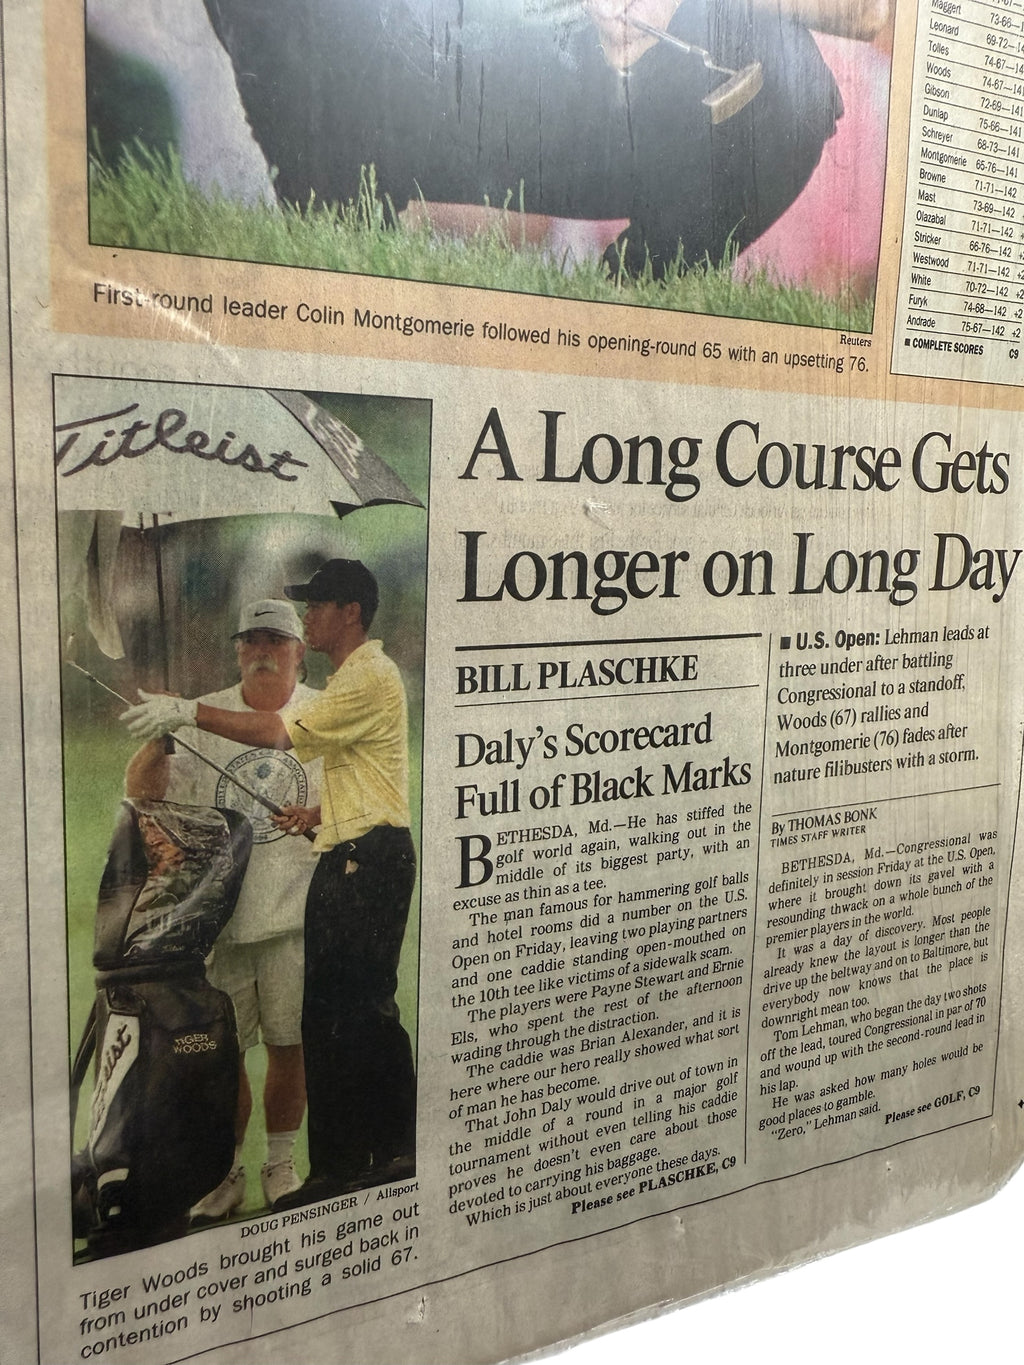 Maggert
73-66—1
Leonard 69-72—14
Tolles 74-67—14
Woods 74-67—141
Gibson 72-69—141
Dunlap 75-66—141
Schreyer 68-73—141
Montgomerie 65-76—141
Browne 71-71—142
Mast 73-69—142
Olazabal 71-71—142 +
Stricker 66-76—142 +2
Westwood 71-71—142 +2
White 70-72—142 +2
Furyk 74-68—142 +2
Andrade 75-67—142 +2
■ COMPLETE SCORES C9
Reuters
First-round leader Colin Montgomerie followed his opening-round 65 with an upsetting 76.
Titleist
TIGER
WOODS
DOUG PENSINGER / Allsport
Tiger Woods brought his game out
from under cover and surged back in
contention by shooting a solid 67.
A Long Course Gets
Longer on Long Day
BILL PLASCHKE
Daly's Scorecard
Full of Black Marks
BETHESDA, Md.—He has stiffed the
golf world again, walking out in the
middle of its biggest party, with an
excuse as thin as a tee.
The man famous for hammering golf balls
and hotel rooms did a number on the U.S.
Open on Friday, leaving two playing partners
and one caddie standing open-mouthed on
the 10th tee like victims of a sidewalk scam.
The players were Payne Stewart and Ernie
Els, who spent the rest of the afternoon
wading through the distraction.
The caddie was Brian Alexander, and it is
here where our hero really showed what sort
of man he has become.
That John Daly would drive out of town in
the middle of a round in a major golf
tournament without even telling his caddie
proves he doesn't even care about those
devoted to carrying his baggage.
Which is just about everyone these days.
Please see PLASCHKE, C9
■ U.S. Open: Lehman leads at
three under after battling
Congressional to a standoff,
Woods (67) rallies and
Montgomerie (76) fades after
nature filibusters with a storm.
By THOMAS BONK
TIMES STAFF WRITER
BETHESDA, Md.—Congressional was
definitely in session Friday at the U.S. Open,
where it brought down its gavel with a
resounding thwack on a whole bunch of the
premier players in the world.
It was a day of discovery. Most people
already knew the layout is longer than the
drive up the beltway and on to Baltimore, but
everybody now knows that the place is
downright mean too.
Tom Lehman, who began the day two shots
off the lead, toured Congressional in par of 70
and wound up with the second-round lead in
his lap.
He was asked how many holes would be
good places to gamble.
"Zero," Lehman said.
Please see GOLF, C9